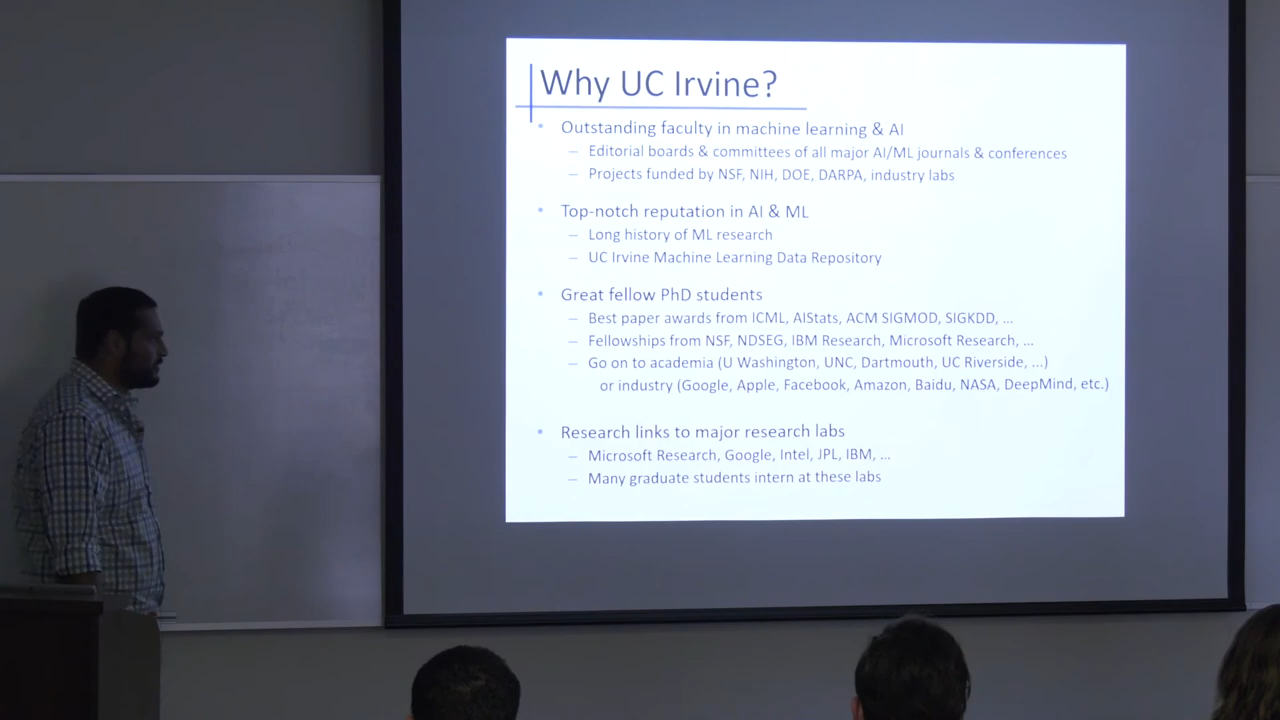 Why UC Irvine?
• Outstanding faculty in machine learning & AI
– Editorial boards & committees of all major AI/ML journals & conferences
– Projects funded by NSF, NIH, DOE, DARPA, industry labs
• Top-notch reputation in AI & ML
– Long history of ML research
– UC Irvine Machine Learning Data Repository
• Great fellow PhD students
– Best paper awards from ICML, AIStats, ACM SIGMOD, SIGKDD, ...
– Fellowships from NSF, NDSEG, IBM Research, Microsoft Research, ...
– Go on to academia (U Washington, UNC, Dartmouth, UC Riverside, ...)
or industry (Google, Apple, Facebook, Amazon, Baidu, NASA, DeepMind, etc.)
• Research links to major research labs
– Microsoft Research, Google, Intel, JPL, IBM, ...
– Many graduate students intern at these labs